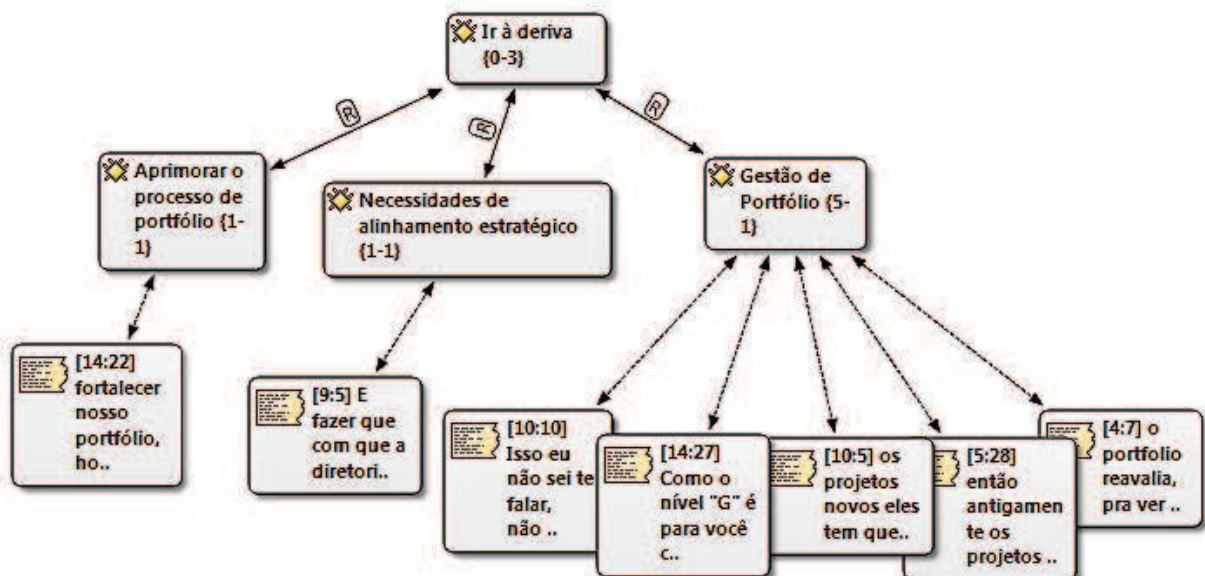 Ir à deriva
{0-3}
R
R
R
Aprimorar o
processo de
portfólio {1-
1}
Necessidades de
alinhamento estratégico
{1-1}
Gestão de
Portfólio {5-
1}
[14:22]
fortalecer
nosso
portfólio,
ho..
[9:5] E
fazer que
com que a
diretori..
[10:10]
Isso eu
não sei te
falar,
não ..
[14:27]
Como o
nível "G" é
para você
c..
[10:5] os
projetos
novos eles
tem que..
[5:28]
então
antigamen
te os
projetos ..
[4:7] o
portfolio
reavalia,
pra ver ..